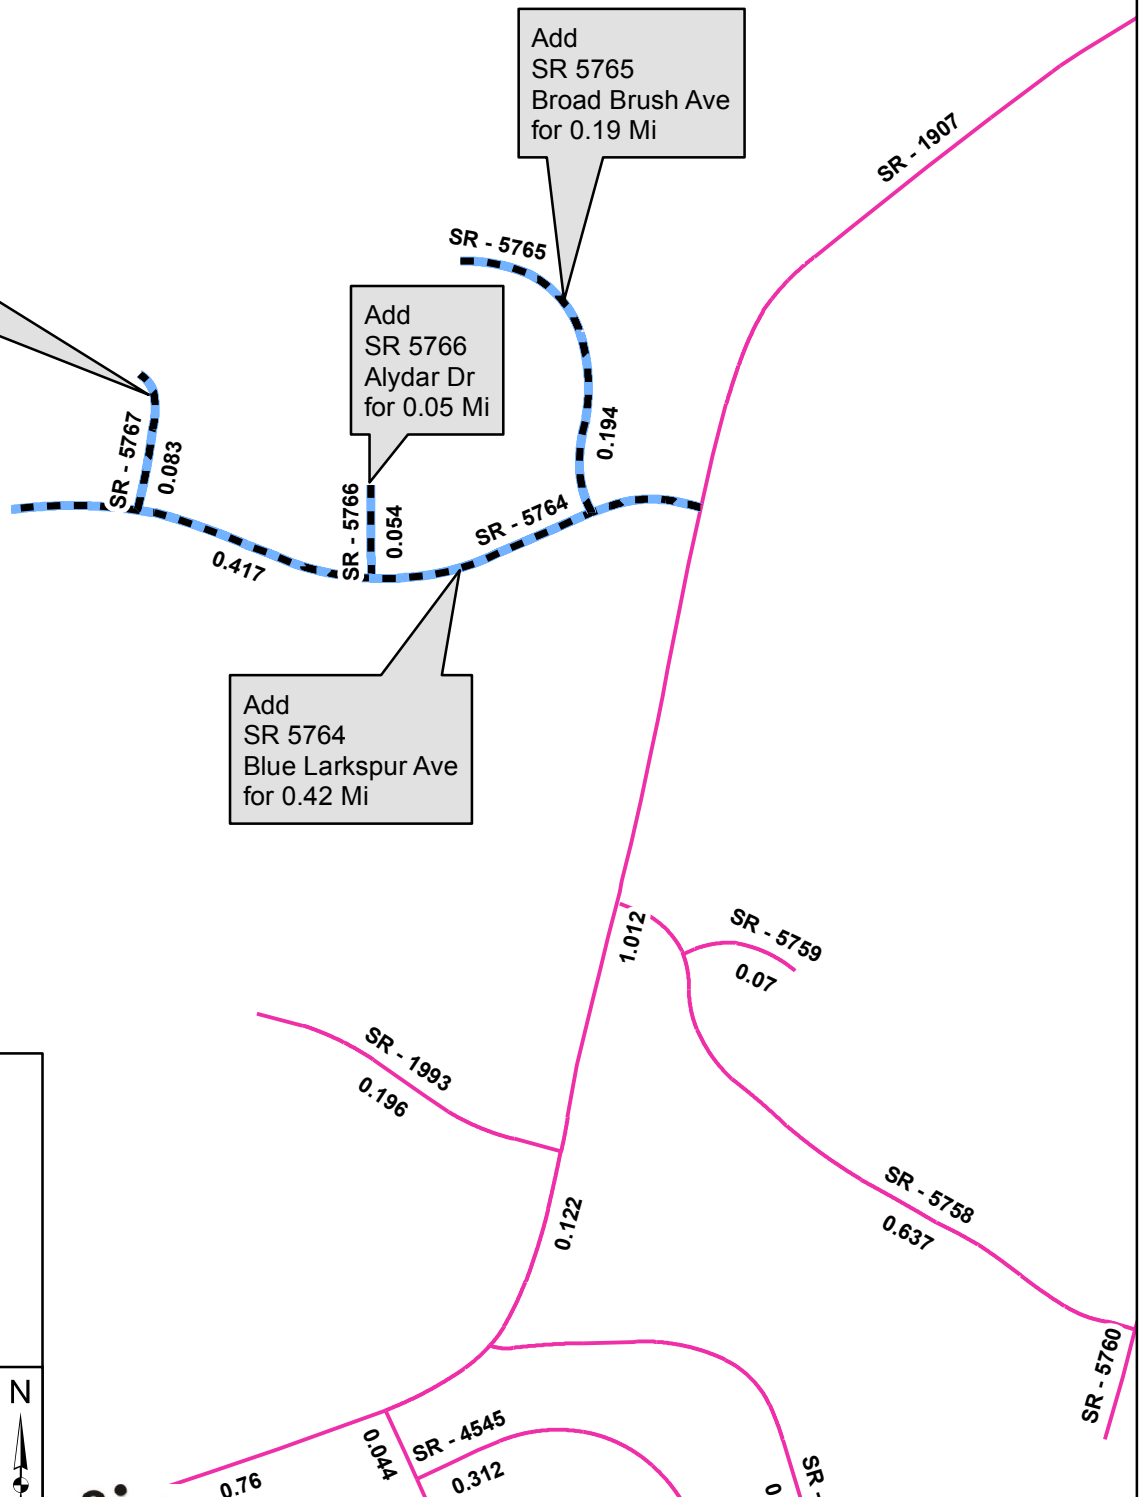 Add
SR 5765
Broad Brush Ave
for 0.19 Mi
SR - 1907
SR - 5765
Add
SR 5766
Alydar Dr
for 0.05 Mi
SR - 5767
0.083
0.194
SR - 5766
0.054
SR - 5764
0.417
Add
SR 5764
Blue Larkspur Ave
for 0.42 Mi
1.012
SR - 5759
0.07
SR - 1993
0.196
0.122
SR - 5758
0.637
SR - 5760
N
SR - 4545
0.044
0.312
0.76
SR -
0